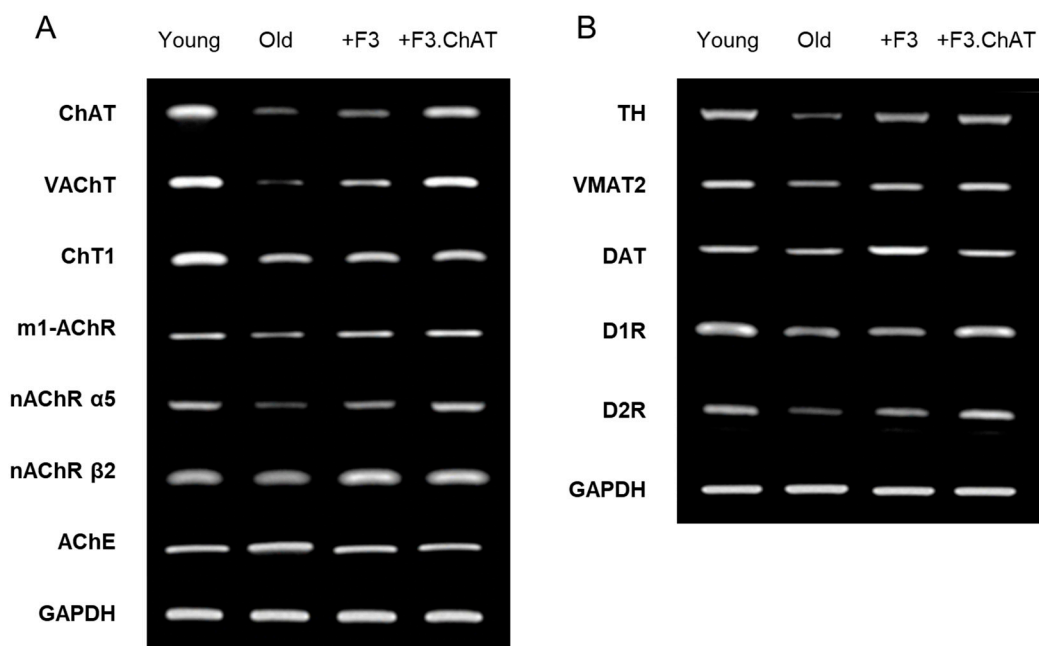 A
Young Old +F3 +F3.ChAT
ChAT
VAChT
ChT1
m1-AChR
nAChR α5
nAChR β2
AChE
GAPDH
B
Young Old +F3 +F3.ChAT
TH
VMAT2
DAT
D1R
D2R
GAPDH